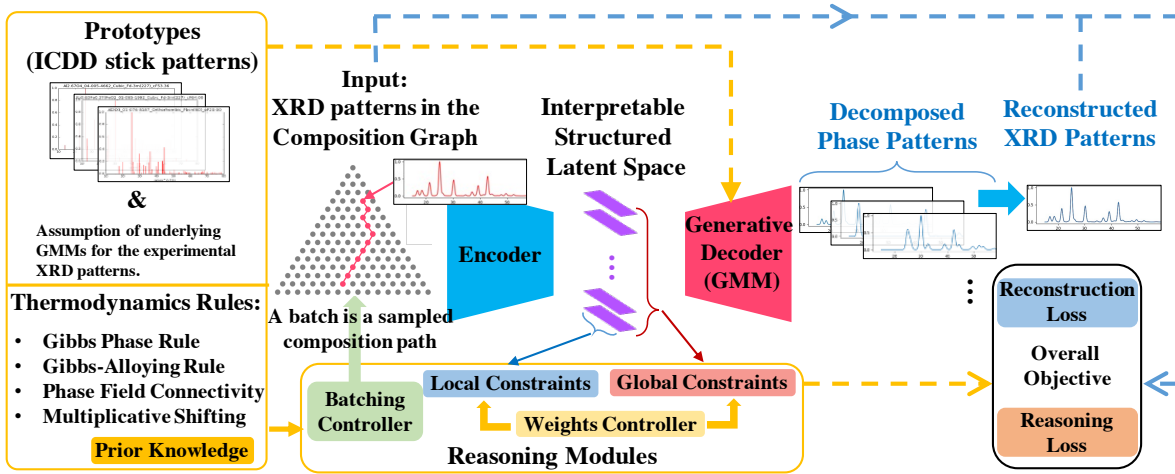 Prototypes
(ICDD stick patterns)
&
Assumption of underlying
GMMs for the experimental
XRD patterns.
Thermodynamics Rules:
• Gibbs Phase Rule
• Gibbs-Alloying Rule
• Phase Field Connectivity
• Multiplicative Shifting
Prior Knowledge
Input:
XRD patterns in the
Composition Graph
A batch is a sampled
composition path
Encoder
Interpretable
Structured
Latent Space
Generative
Decoder
(GMM)
Decomposed
Phase Patterns
Reconstructed
XRD Patterns
Batching
Controller
Local Constraints
Global Constraints
Weights Controller
Reasoning Modules
Reconstruction
Loss
Overall
Objective
Reasoning
Loss